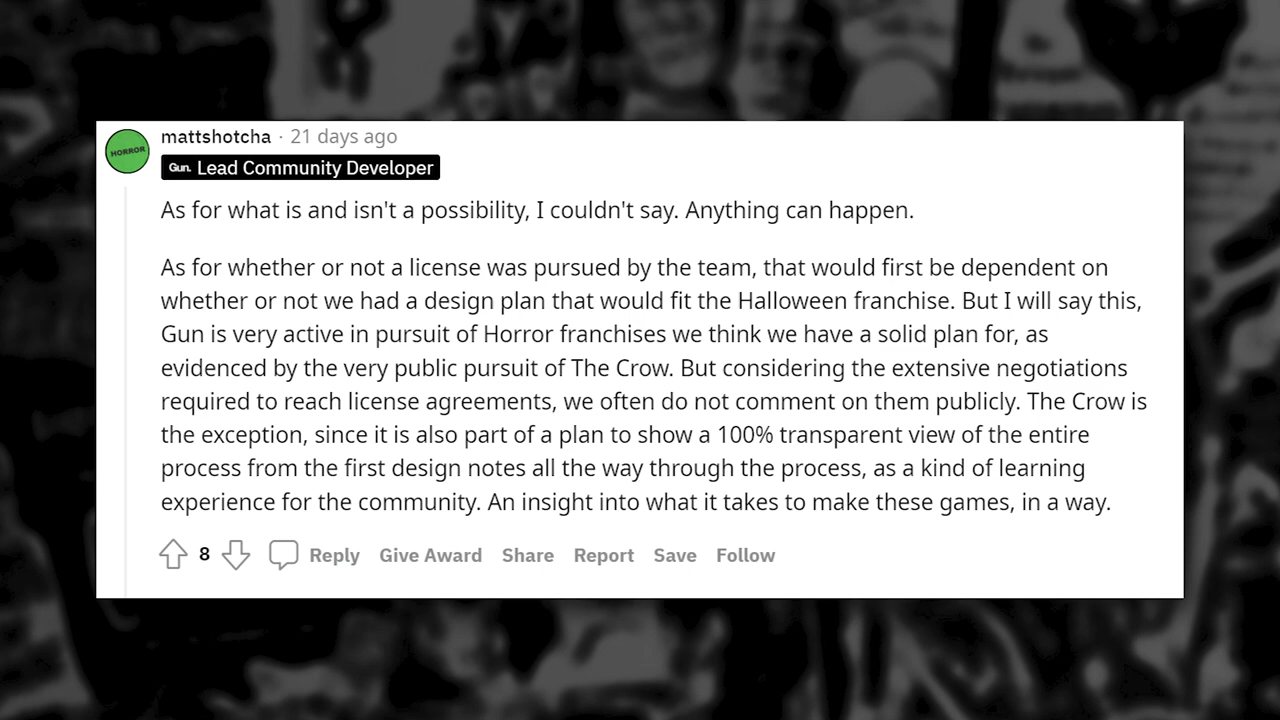 HORROR
mattshotcha · 21 days ago
Gun. Lead Community Developer
As for what is and isn't a possibility, I couldn't say. Anything can happen.
As for whether or not a license was pursued by the team, that would first be dependent on
whether or not we had a design plan that would fit the Halloween franchise. But I will say this,
Gun is very active in pursuit of Horror franchises we think we have a solid plan for, as
evidenced by the very public pursuit of The Crow. But considering the extensive negotiations
required to reach license agreements, we often do not comment on them publicly. The Crow is
the exception, since it is also part of a plan to show a 100% transparent view of the entire
process from the first design notes all the way through the process, as a kind of learning
experience for the community. An insight into what it takes to make these games, in a way.
8 Reply Give Award Share Report Save Follow